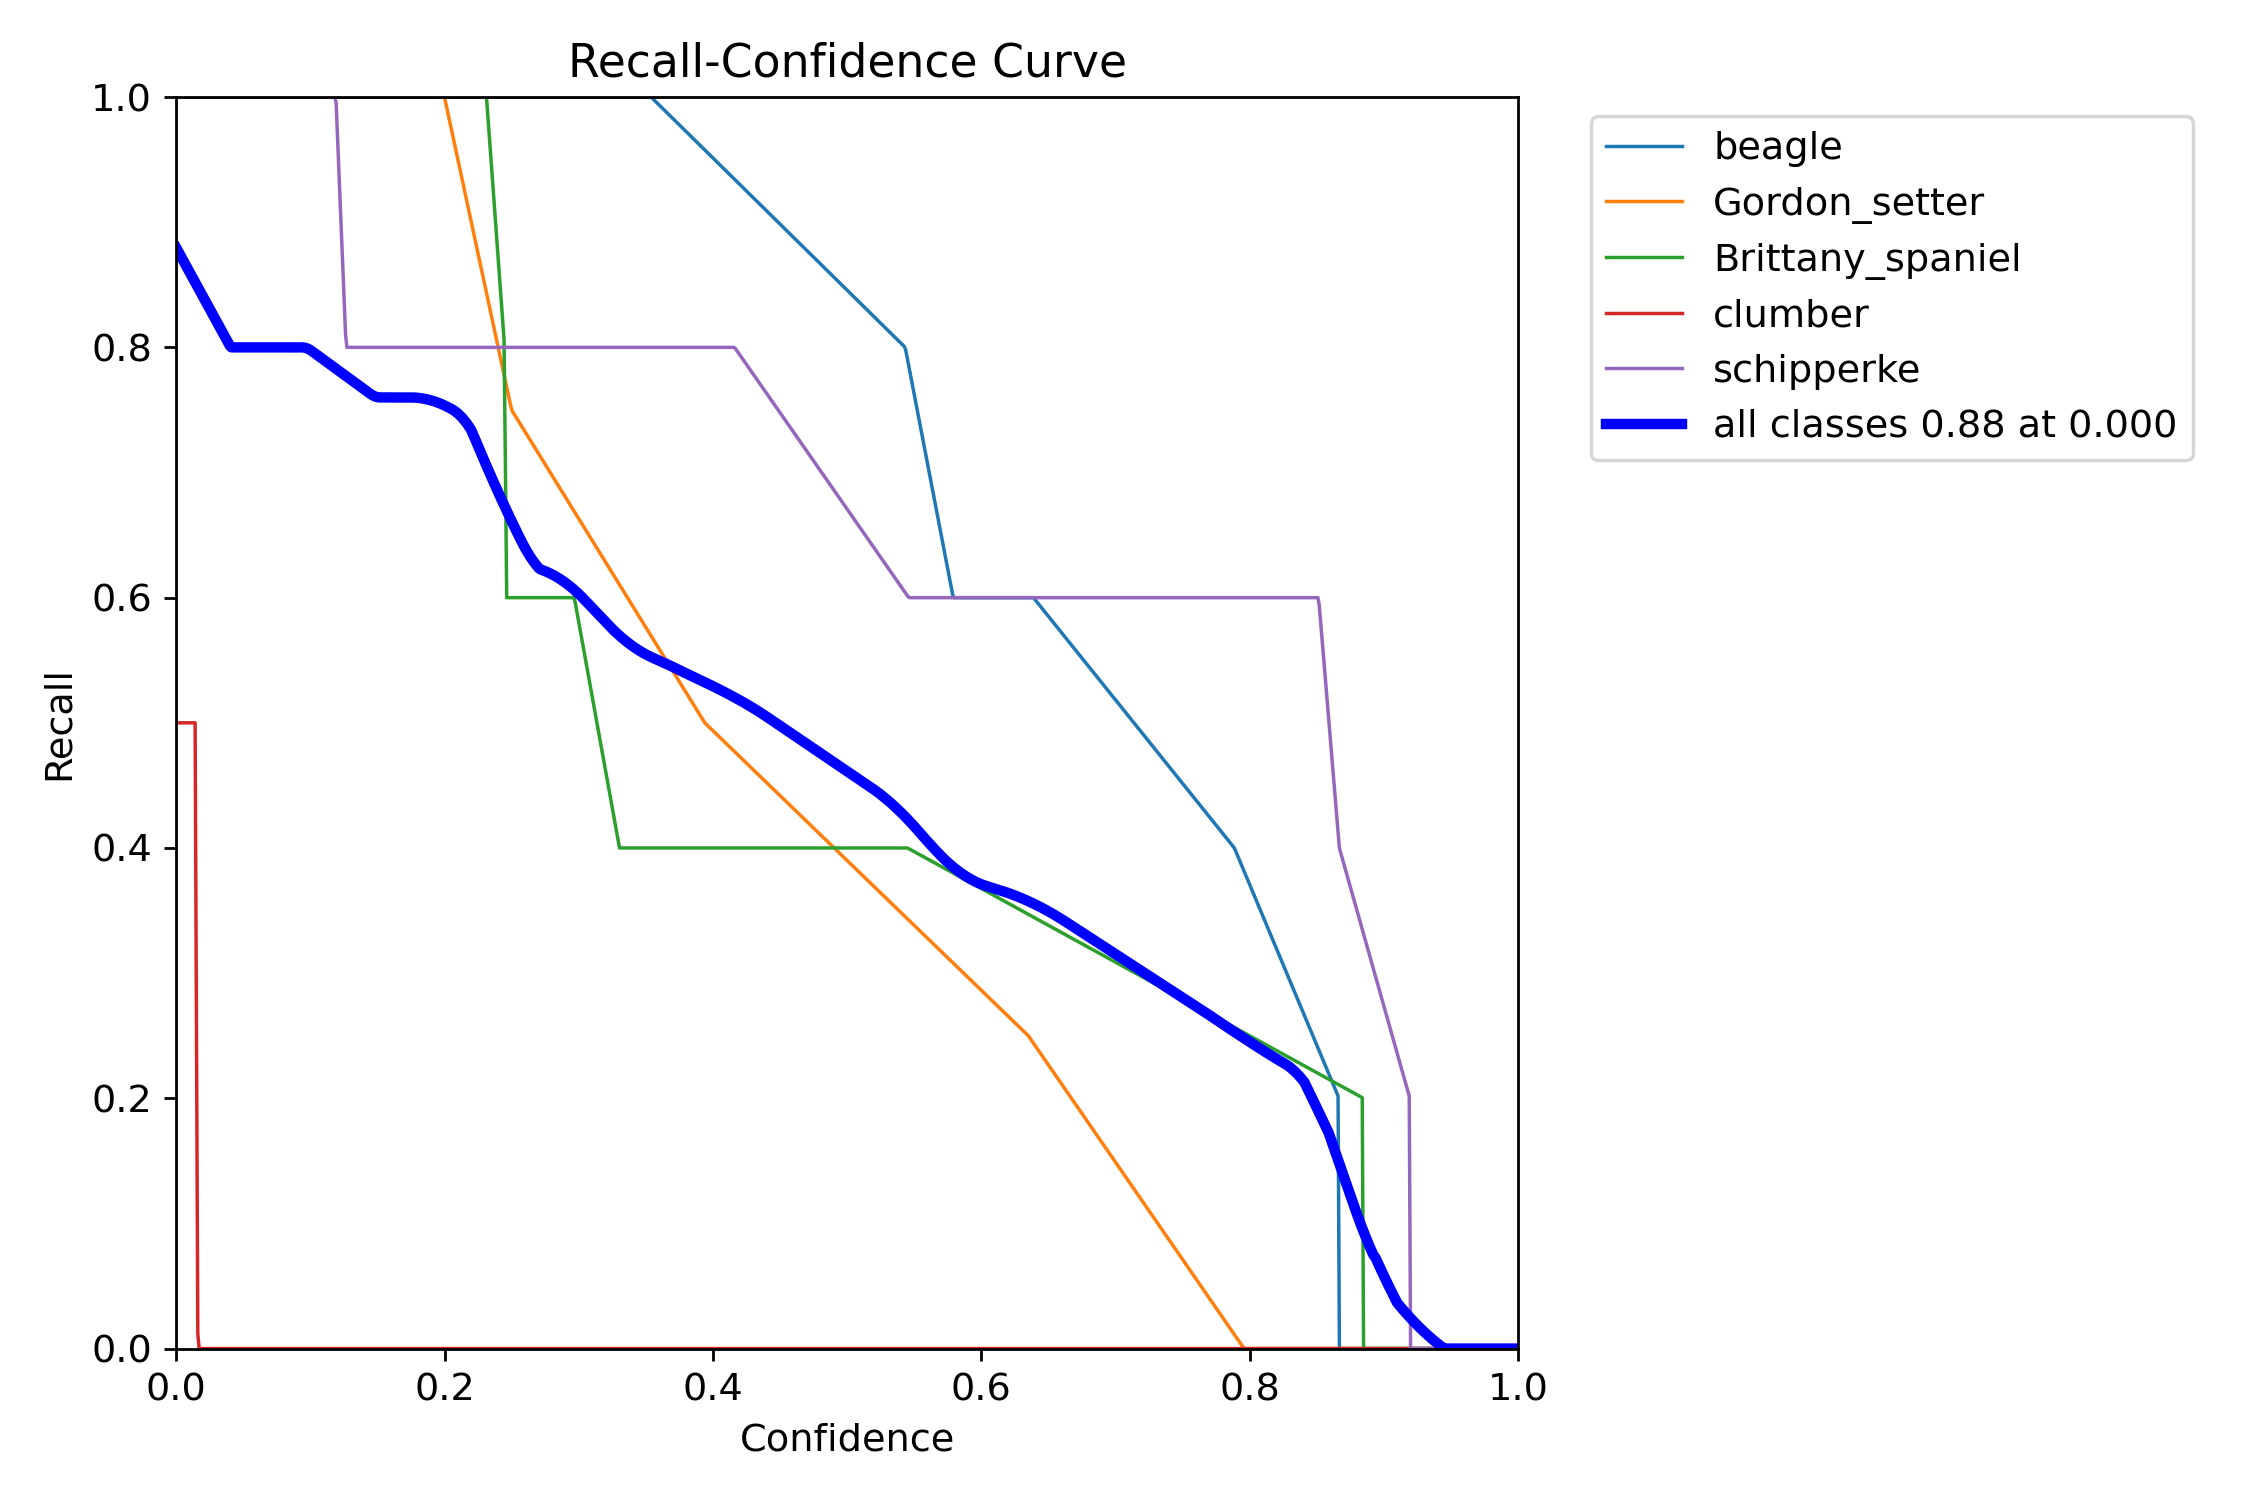 Recall-Confidence Curve
1.0
0.8
0.6
0.4
0.2
0.0
Recall
0.0 0.2 0.4 0.6 0.8 1.0
Confidence
beagle
Gordon_setter
Brittany_spaniel
clumber
schipperke
all classes 0.88 at 0.000